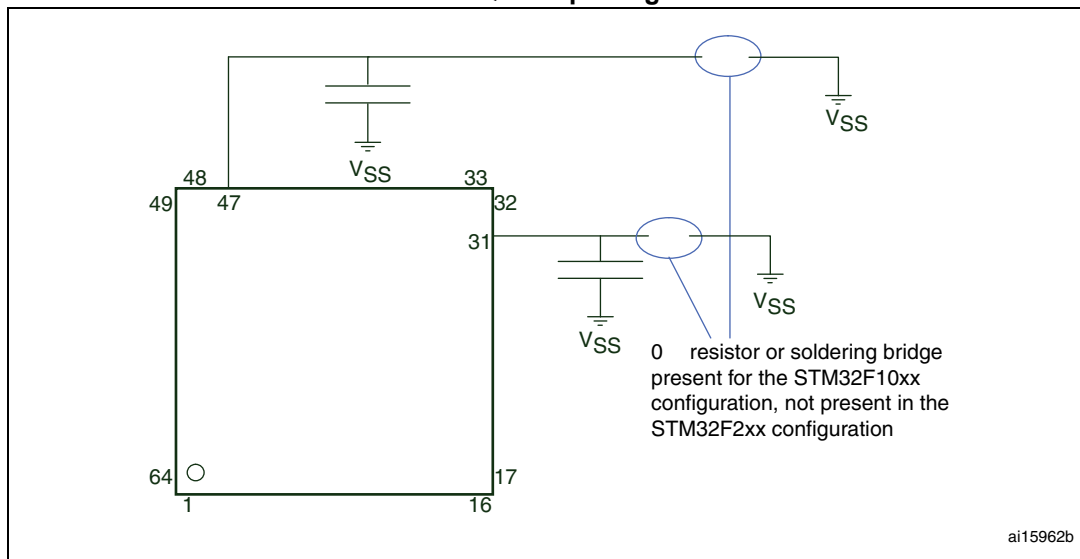 VSS
VSS
48
33
49
47
32
31
VSS
VSS
0 resistor or soldering bridge
present for the STM32F10xx
configuration, not present in the
STM32F2xx configuration
64
17
1
16
ai15962b